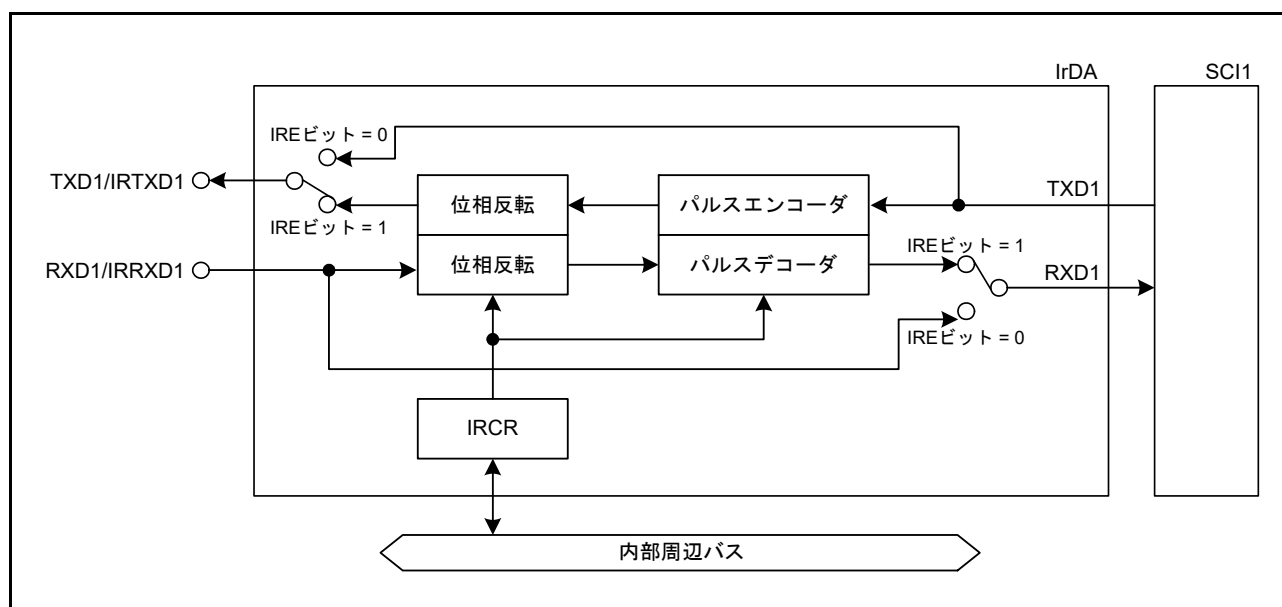 IrDA
SCI1
IREビット = 0
TXD1/IRTXD1
TXD1
位相反転
パルスエンコーダ
IREビット = 1
IREビット = 1
RXD1/IRRXD1
位相反転
パルスデコーダ
RXD1
IREビット = 0
IRCR
内部周辺バス